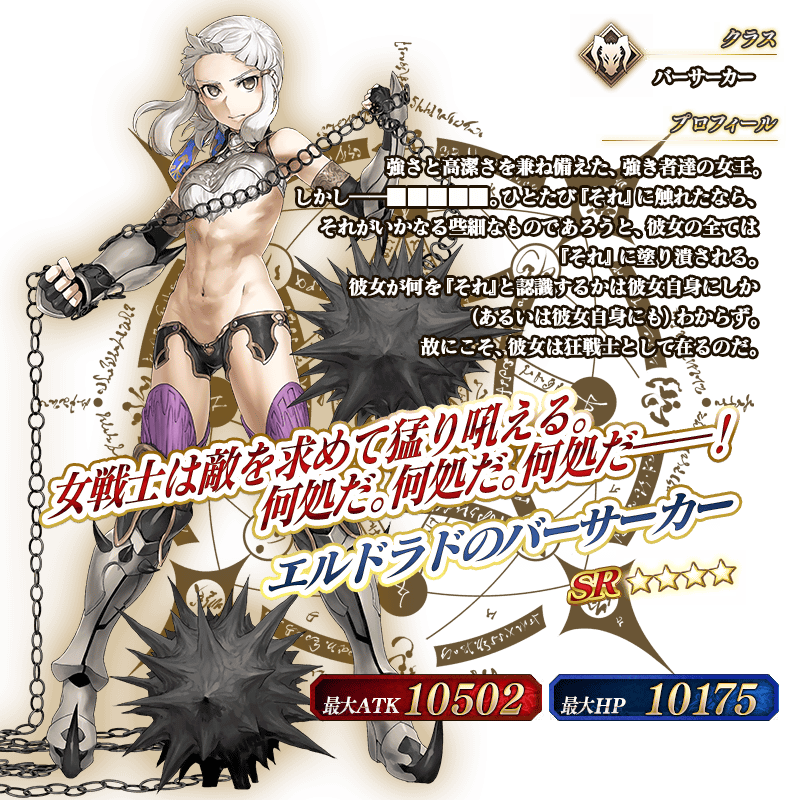 クラス
バーサーカー
プロフィール
強さと高潔さを兼ね備えた、強き者達の女王。
しかし――■■■■■。ひとたび『それ』に触れたなら、
それがいかなる些細なものであろうと、彼女の全ては
『それ』に塗り潰される。
彼女が何を『それ』と認識するかは彼女自身にしか
(あるいは彼女自身にも)わからず。
故にこそ、彼女は狂戦士として在るのだ。
女戦士は敵を求めて猛り吼える。
何処だ。何処だ。何処だ――!
エルドラドのバーサーカー
SR
最大ATK 10502
最大HP 10175